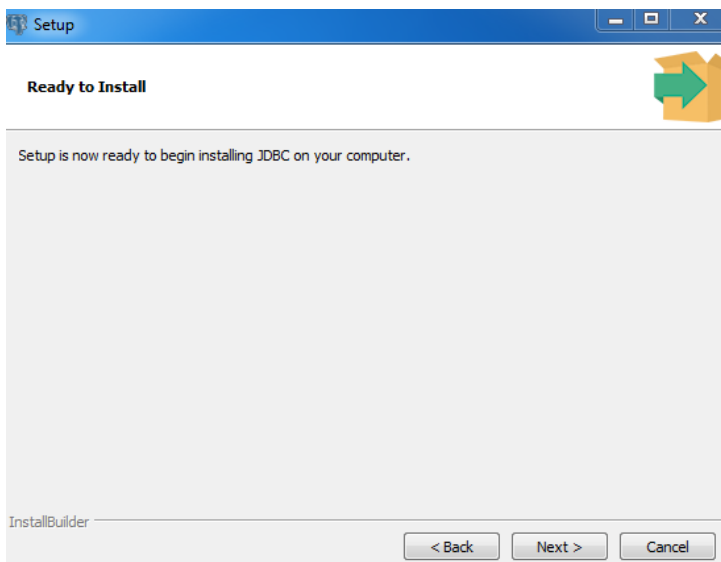 Setup
Ready to Install
Setup is now ready to begin installing JDBC on your computer.
InstallBuilder
< Back Next > Cancel